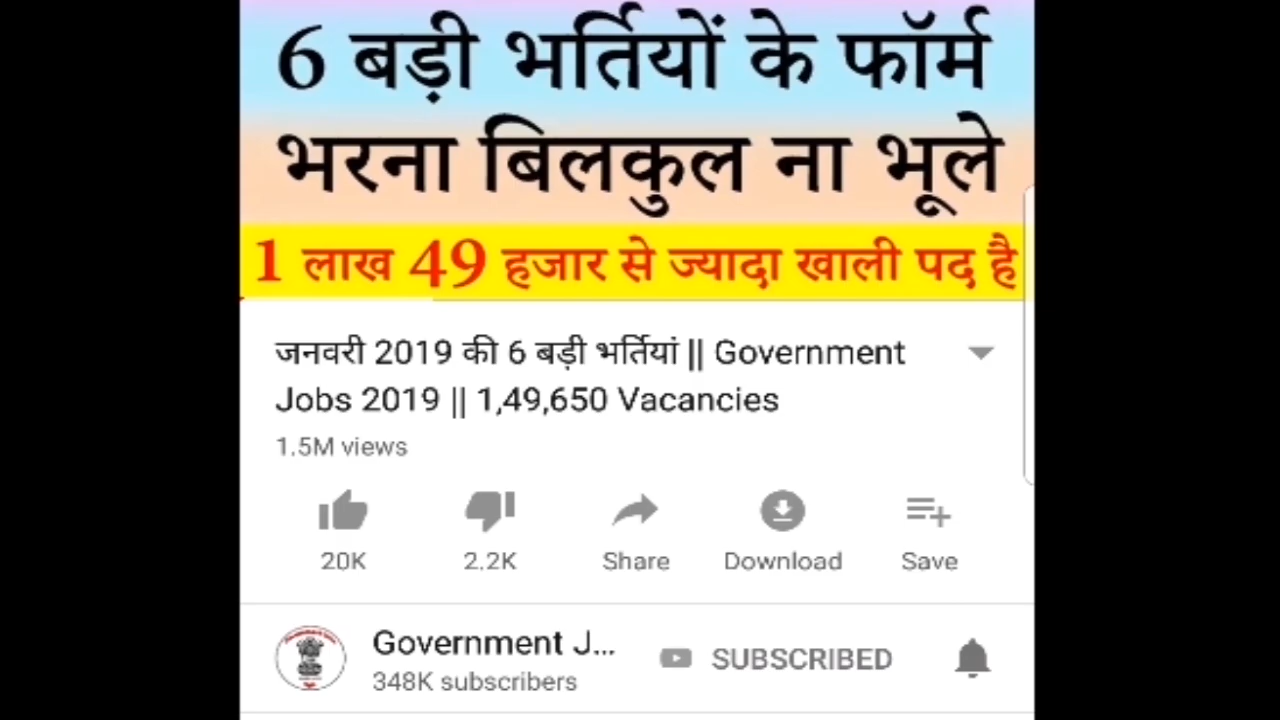 6 बड़ी भर्तियों के फॉर्म
भरना बिलकुल ना भूले
1 लाख 49 हजार से ज्यादा खाली पद है
जनवरी 2019 की 6 बड़ी भर्तियां || Government
Jobs 2019 || 1,49,650 Vacancies
1.5M views
20K
2.2K
Share
Download
Save
Government J...
348K subscribers
SUBSCRIBED